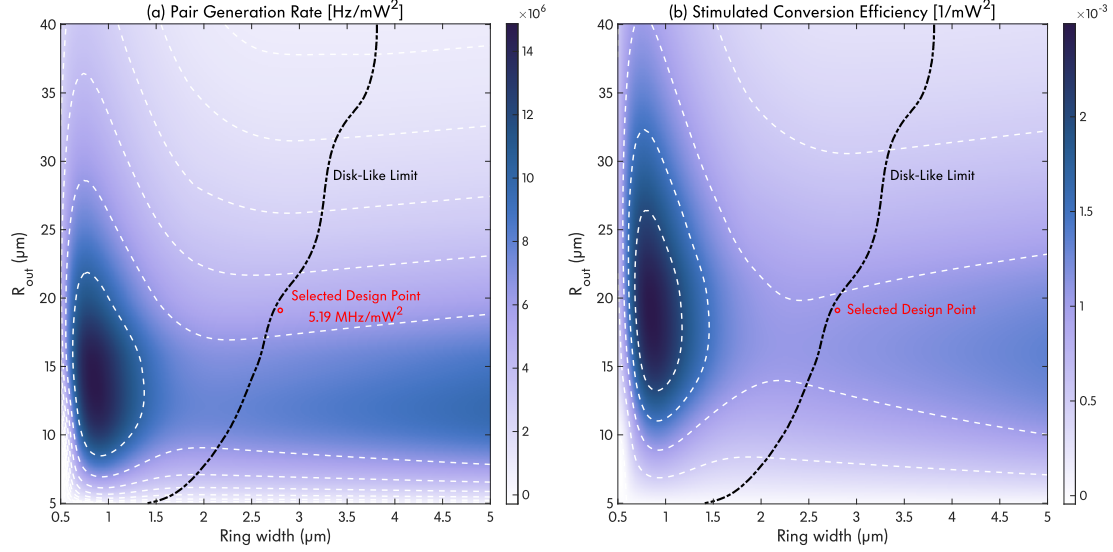 (a) Pair Generation Rate [Hz/mW²]
×10⁶
R_out (μm)
40
35
30
25
20
15
10
5
Disk-Like Limit
Selected Design Point
5.19 MHz/mW²
0.5 1 1.5 2 2.5 3 3.5 4 4.5 5
Ring width (μm)
14
12
10
8
6
4
2
0
(b) Stimulated Conversion Efficiency [1/mW²]
×10⁻³
R_out (μm)
40
35
30
25
20
15
10
5
Disk-Like Limit
Selected Design Point
0.5 1 1.5 2 2.5 3 3.5 4 4.5 5
Ring width (μm)
2
1.5
1
0.5
0